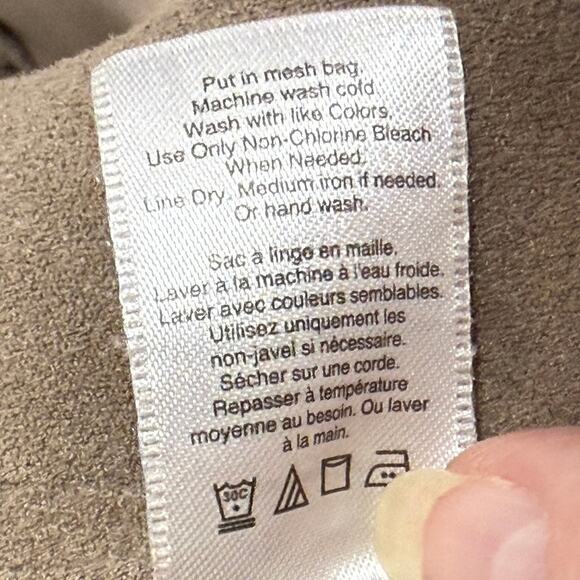 Put in mesh bag.
Machine wash cold.
Wash with like Colors,
Use Only Non-Chlorine Bleach
When Needed.
Line Dry. Medium iron if needed.
Or hand wash.
Sac à linge en maille,
Laver à la machine à l'eau froide.
Laver avec couleurs semblables.
Utilisez uniquement les
non-javel si nécessaire.
Sécher sur une corde.
Repasser à température
moyenne au besoin. Ou laver
à la main.
30C